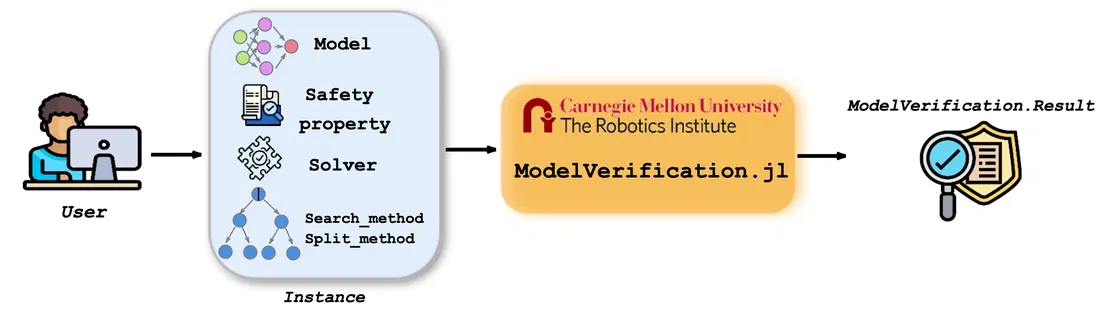 User
Model
Safety
property
Solver
Search_method
Split_method
Instance
Carnegie Mellon University
The Robotics Institute
ModelVerification.jl
ModelVerification.Result